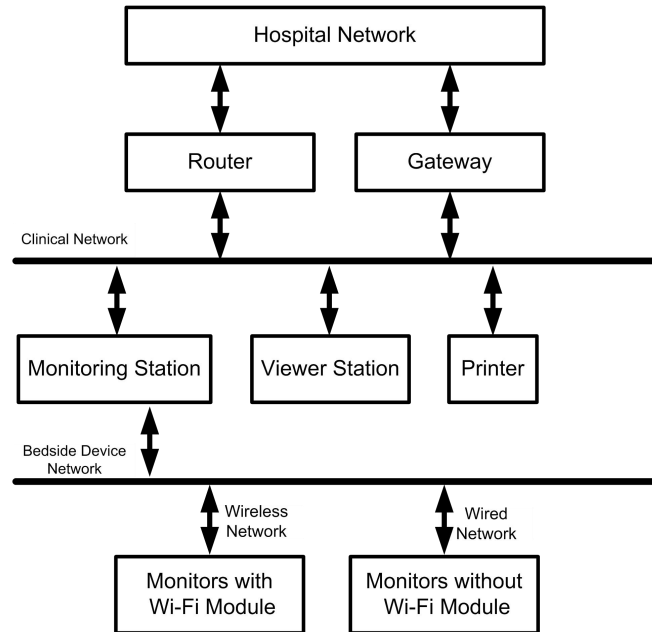 Hospital Network
Router
Gateway
Clinical Network
Monitoring Station
Viewer Station
Printer
Bedside Device
Network
Wireless
Network
Wired
Network
Monitors with
Wi-Fi Module
Monitors without
Wi-Fi Module